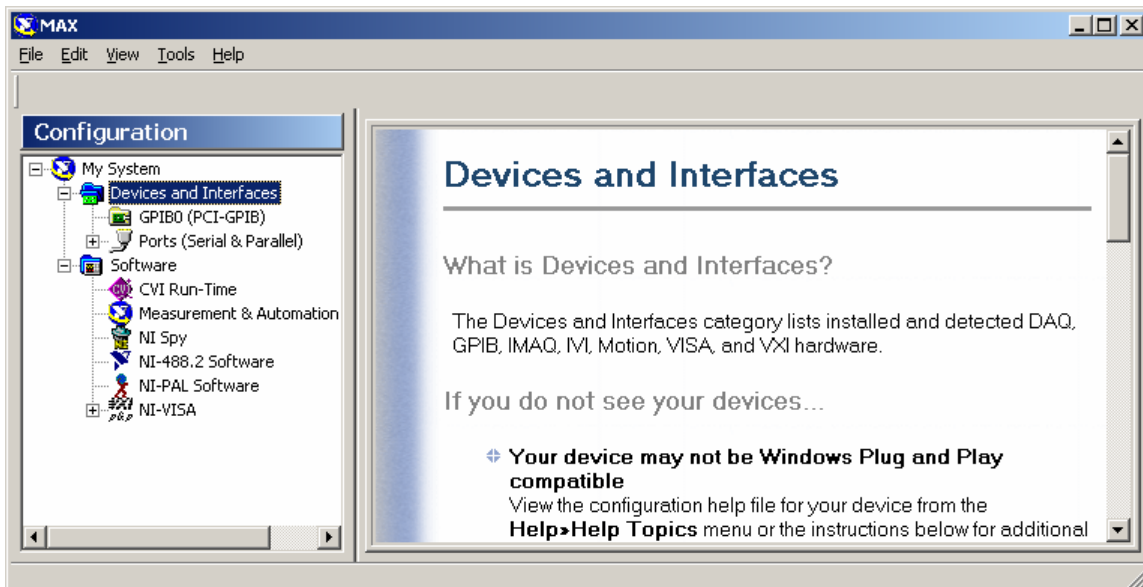 MAX
File Edit View Tools Help
Configuration
My System
Devices and Interfaces
GPIB0 (PCI-GPIB)
Ports (Serial & Parallel)
Software
CVI Run-Time
Measurement & Automation
NI Spy
NI-488.2 Software
NI-PAL Software
NI-VISA
Devices and Interfaces
What is Devices and Interfaces?
The Devices and Interfaces category lists installed and detected DAQ,
GPIB, IMAQ, IVI, Motion, VISA, and VXI hardware.
If you do not see your devices...
Your device may not be Windows Plug and Play
compatible
View the configuration help file for your device from the
Help»Help Topics menu or the instructions below for additional